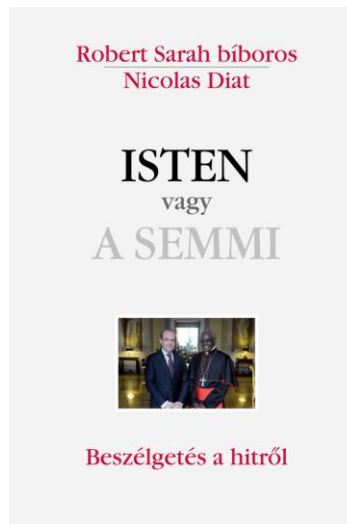 Robert Sarah bíboros
Nicolas Diat
ISTEN
vagy
A SEMMI
Beszélgetés a hitről